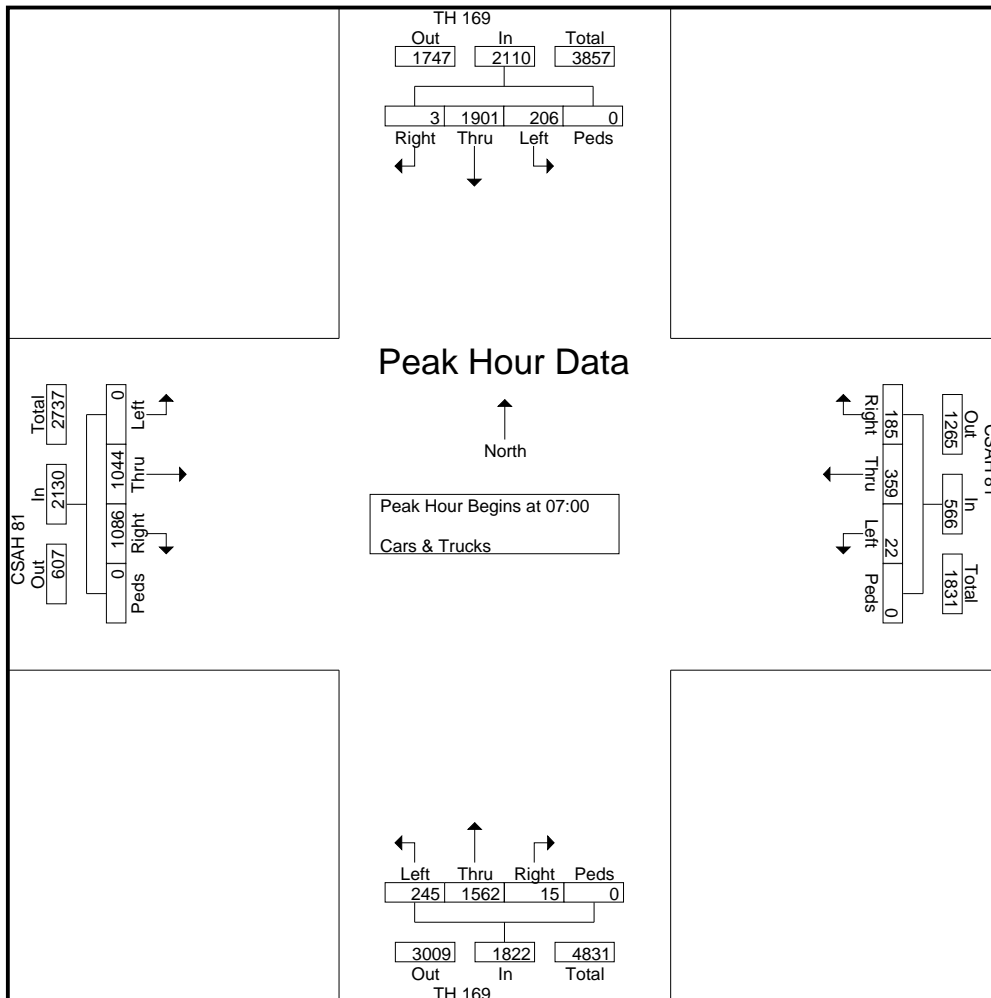 TH 169
Out In Total
1747 2110 3857
3 1901 206 0
Right Thru Left Peds
Peak Hour Data
North
Peak Hour Begins at 07:00
Cars & Trucks
CSAH 81
Out In Total
607 2130 2737
Left Thru Right Peds
0 1044 1086 0
CSAH 81
Out In Total
1265 566 1831
Right Thru Left Peds
185 359 22 0
Left Thru Right Peds
245 1562 15 0
3009 1822 4831
Out In Total
TH 169